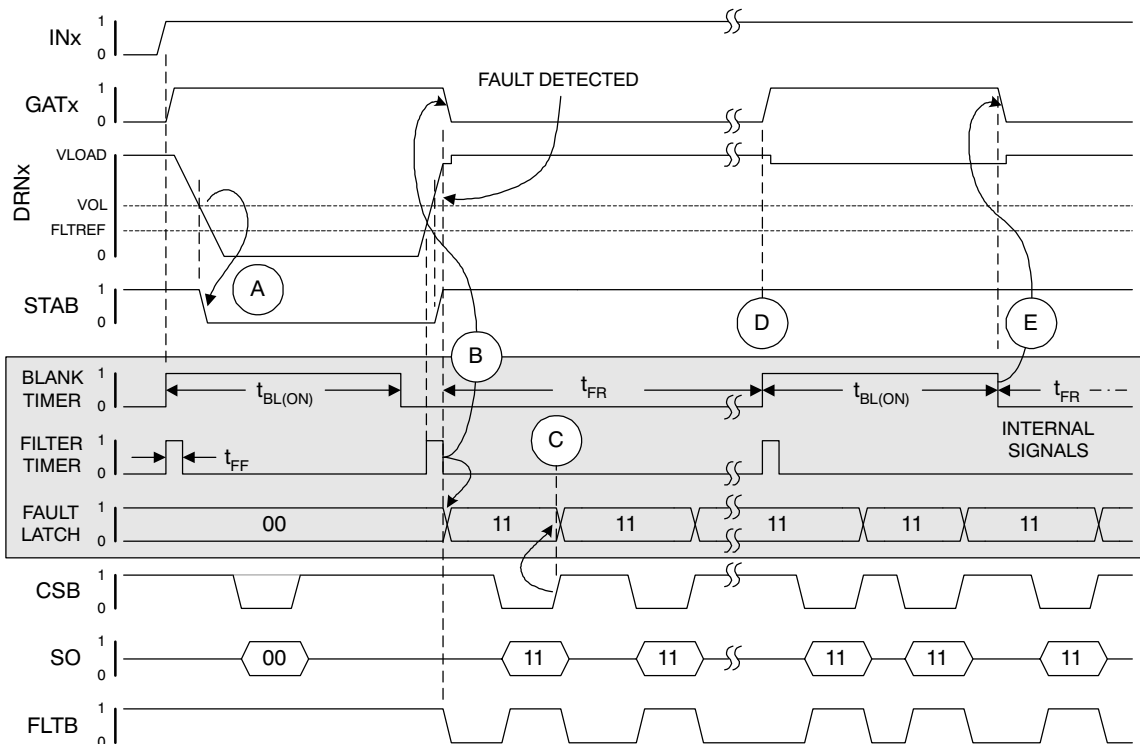 INx 1 0
GATx 1 0
FAULT DETECTED
DRNx VLOAD VOL FLTREF 0
A
STAB 1 0
D
E
B
BLANK TIMER 1 0 tBL(ON) tFR tBL(ON) tFR
C
INTERNAL SIGNALS
FILTER TIMER 1 0 tFF
FAULT LATCH 1 0 00 11 11 11 11 11
CSB 1 0
SO 1 0 00 11 11 11 11 11
FLTB 1 0